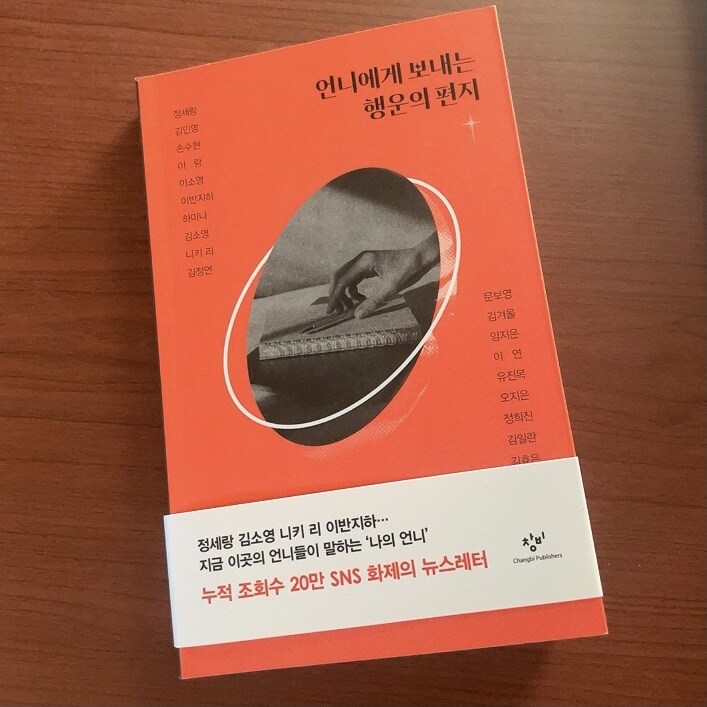 언니에게 보내는
행운의 편지
정세랑
김인영
손수현
이 랑
이소영
이반지하
하미나
김소영
니키 리
김정연
문보영
김겨울
임지은
이 연
유진목
오지은
정희진
김일란
김효은
정세랑 김소영 니키 리 이반지하…
지금 이곳의 언니들이 말하는 ‘나의 언니’
누적 조회수 20만 SNS 화제의 뉴스레터
창비
Changbi Publishers